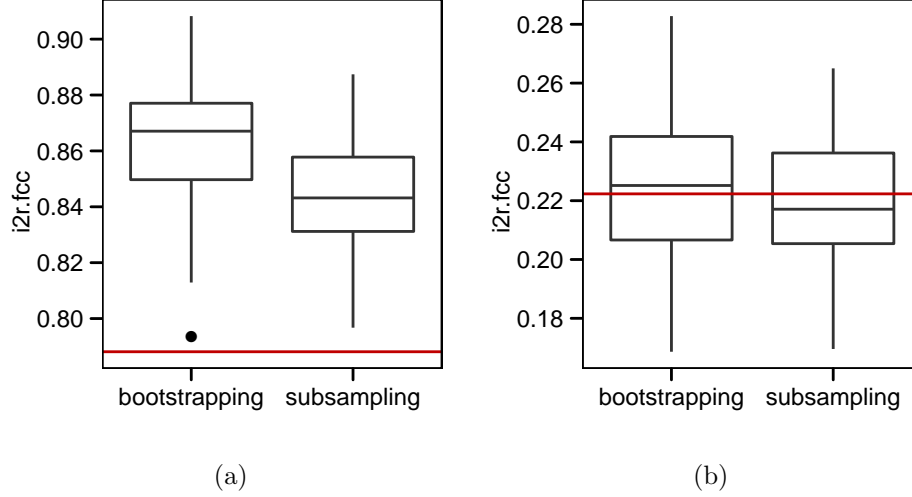 i2r.fcc
0.90
0.88
0.86
0.84
0.82
0.80
bootstrapping subsampling
(a)
i2r.fcc
0.28
0.26
0.24
0.22
0.20
0.18
bootstrapping subsampling
(b)